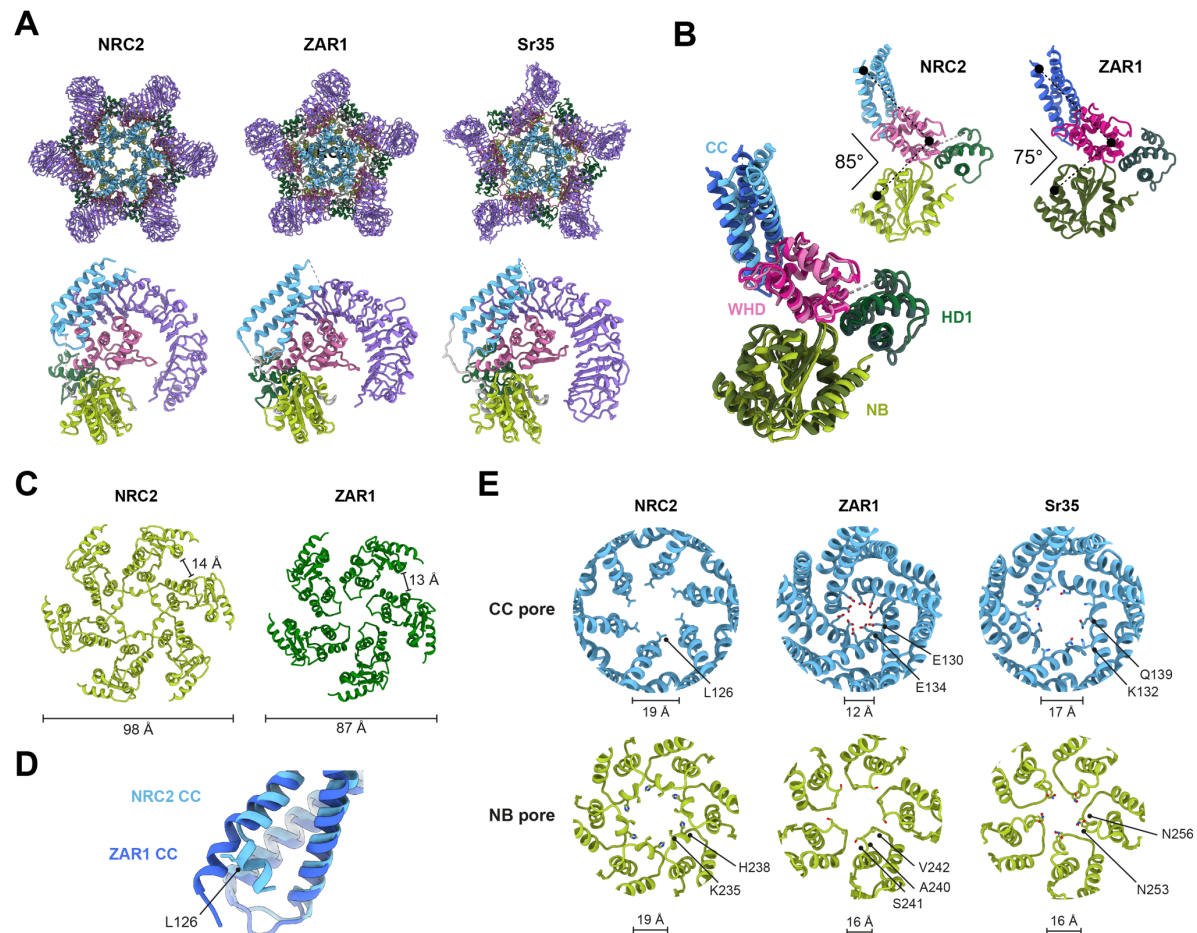 A
NRC2
ZAR1
Sr35
B
NRC2
ZAR1
85°
75°
CC
WHD
HD1
NB
C
NRC2
ZAR1
14 Å
13 Å
98 Å
87 Å
D
NRC2 CC
ZAR1 CC
L126
E
NRC2
ZAR1
Sr35
CC pore
L126
E130
E134
Q139
K132
19 Å
12 Å
17 Å
NB pore
H238
K235
V242
A240
S241
N256
N253
19 Å
16 Å
16 Å